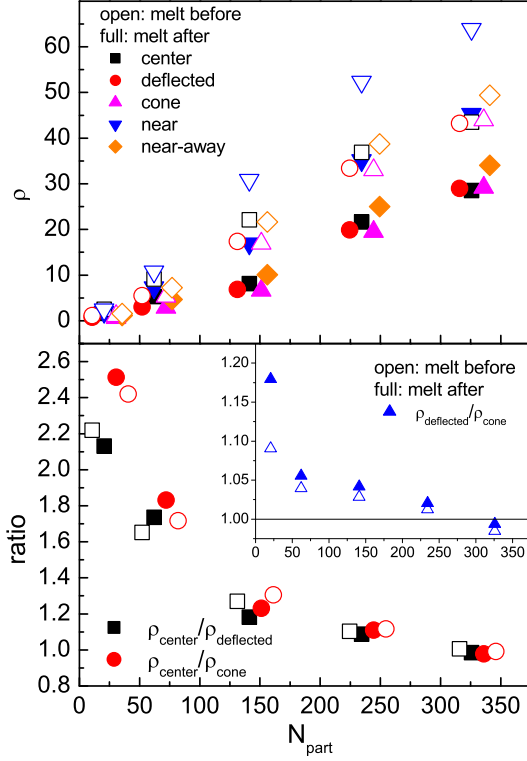 open: melt before
full: melt after
center
deflected
cone
near
near-away
60
50
40
30
20
10
0
ρ
2.4
2.2
2.0
1.8
1.6
1.4
1.2
1.0
0.8
ratio
1.20
1.15
1.10
1.05
1.00
open: melt before
full: melt after
ρdeflected/ρcone
0 50 100 150 200 250 300 350
ρcenter/ρdeflected
ρcenter/ρcone
0 50 100 150 200 250 300 350
Npart